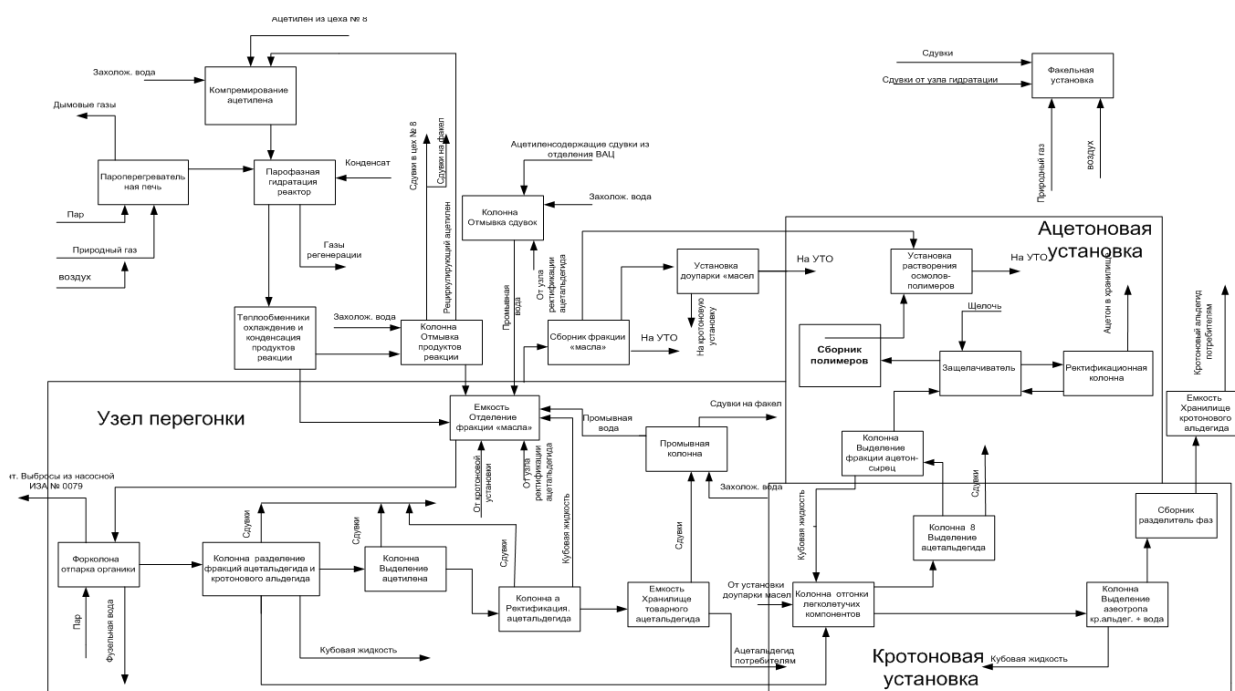 Ацетилен из цеха № 8
Захолож. вода
Компремирование
ацетилена
Сдувки
Сдувки от узла гидратации
Факельная
установка
Природный газ
воздух
Дымовые газы
Пароперегреватель
ная печь
Парофазная
гидратация
реактор
Конденсат
Пар
Природный газ
воздух
Газы
регенерации
Сдувки в цех № 8
Сдувки на факел
Рециркулирующий ацетилен
Ацетиленсодержащие сдувки из
отделения ВАЦ
Колонна
Отмывка сдувок
Захолож. вода
Промывная
вода
От узла
ректификации
ацетальдегида
Теплообменники
охлаждение и
конденсация
продуктов
реакции
Захолож. вода
Колонна
Отмывка
продуктов
реакции
Сборник фракции
«масла»
На УТО
Установка
доупарки «масел
На УТО
На кротоновую
установку
Ацетоновая
установка
Установка
растворения
осмолов-
полимеров
На УТО
Ацетон в хранилище
Щелочь
Сборник
полимеров
Защелачиватель
Ректификационная
колонна
Кротоновый альдегид
потребителям
Емкость
Хранилище
кротонового
альдегида
Колонна
Выделение
фракции ацетон-
сырец
Узел перегонки
Емкость
Отделение
фракции «масла»
Промывная
вода
Сдувки на факел
Промывная
колонна
Захолож. вода
От кротоновой
установки
От узла
ректификации
ацетальдегида
Кубовая жидкость
нт. Выбросы из насосной
ИЗА № 0079
Форколона
отпарка органики
Пар
Фузельная вода
Сдувки
Колонна разделение
фракций ацетальдегида и
кротонового альдегида
Кубовая жидкость
Сдувки
Колонна
Выделение
ацетилена
Сдувки
Колонна а
Ректификация.
ацетальдегида
Сдувки
Емкость
Хранилище
товарного
ацетальдегида
Ацетальдегид
потребителям
Кубовая жидкость
Сдувки
Колонна 8
Выделение
ацетальдегида
От установки
доупарки масел
Колонна отгонки
легколетучих
компонентов
Сборник
разделитель фаз
Колонна
Выделение
азеотропа
кр.альдег. + вода
Кубовая жидкость
Кротоновая
установка